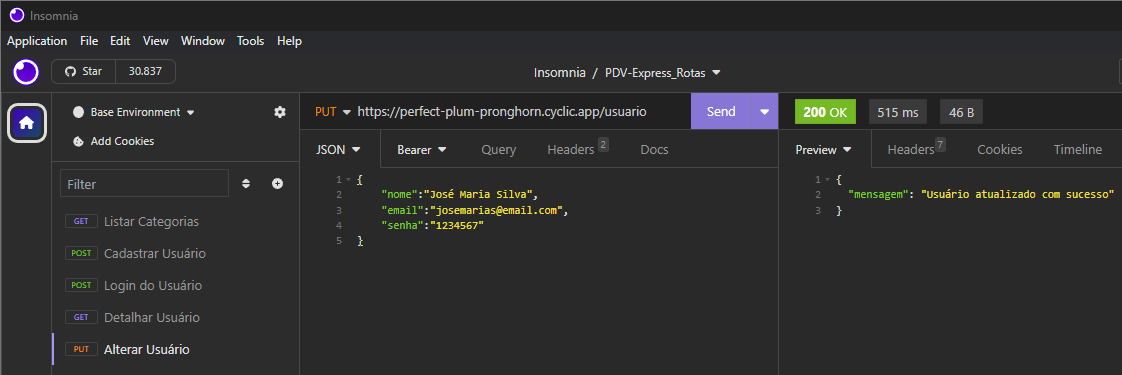 Insomnia
Application File Edit View Window Tools Help
Star 30.837
Insomnia / PDV-Express_Rotas
Base Environment
Add Cookies
Filter
GET Listar Categorias
POST Cadastrar Usuário
POST Login do Usuário
GET Detalhar Usuário
PUT Alterar Usuário
PUT https://perfect-plum-pronghorn.cyclic.app/usuario Send
JSON Bearer Query Headers 2 Docs
1 {
2 "nome":"José Maria Silva",
3 "email":"josemarias@email.com",
4 "senha":"1234567"
5 }
200 OK 515 ms 46 B
Preview Headers 7 Cookies Timeline
1 {
2 "mensagem": "Usuário atualizado com sucesso"
3 }